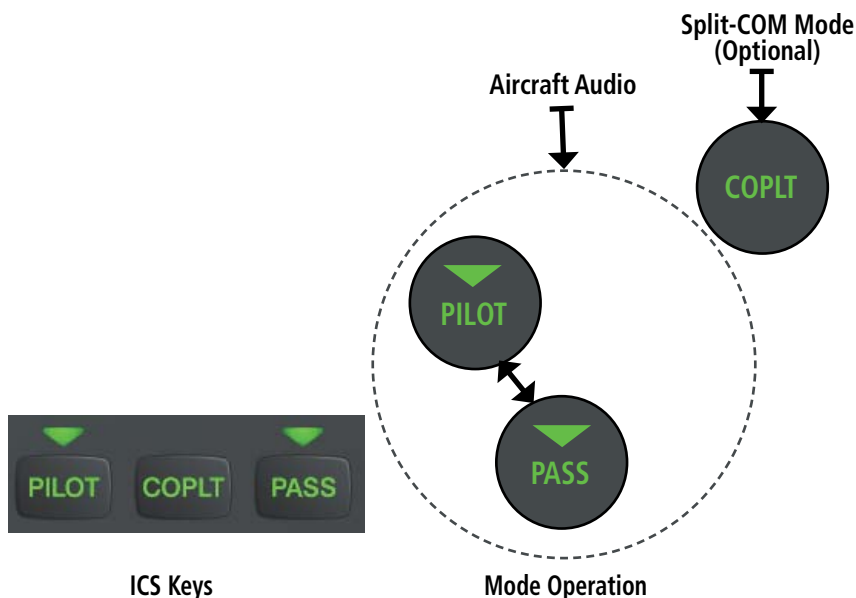 Split-COM Mode
(Optional)
Aircraft Audio
COPLT
PILOT
PASS
PILOT COPLT PASS
ICS Keys
Mode Operation